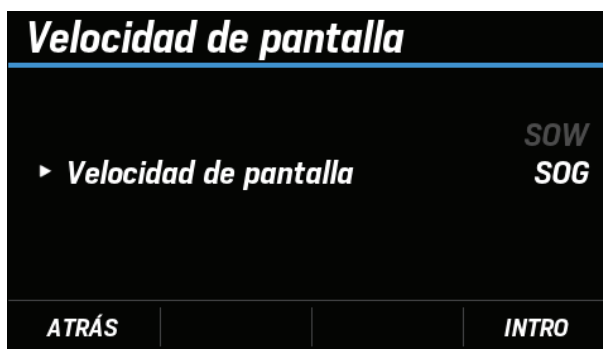 Velocidad de pantalla
SOW
Velocidad de pantalla SOG
ATRÁS INTRO